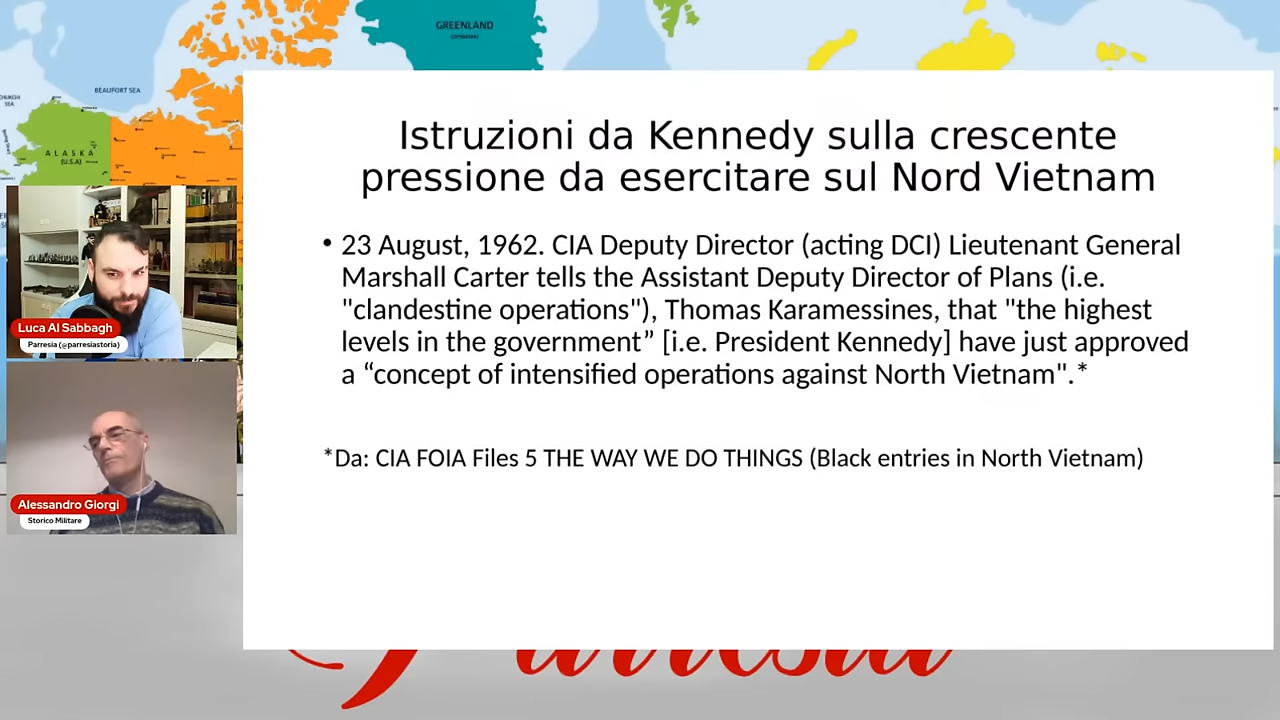 GREENLAND
(DENMARK)
BEAUFORT SEA
SEA
ALASKA
(U.S.A)
Istruzioni da Kennedy sulla crescente
pressione da esercitare sul Nord Vietnam
• 23 August, 1962. CIA Deputy Director (acting DCI) Lieutenant General
Marshall Carter tells the Assistant Deputy Director of Plans (i.e.
"clandestine operations"), Thomas Karamessines, that "the highest
levels in the government” [i.e. President Kennedy] have just approved
a “concept of intensified operations against North Vietnam".*
*Da: CIA FOIA Files 5 THE WAY WE DO THINGS (Black entries in North Vietnam)
Luca Al Sabbagh
Parresia (@parresiastoria)
Alessandro Giorgi
Storico Militare